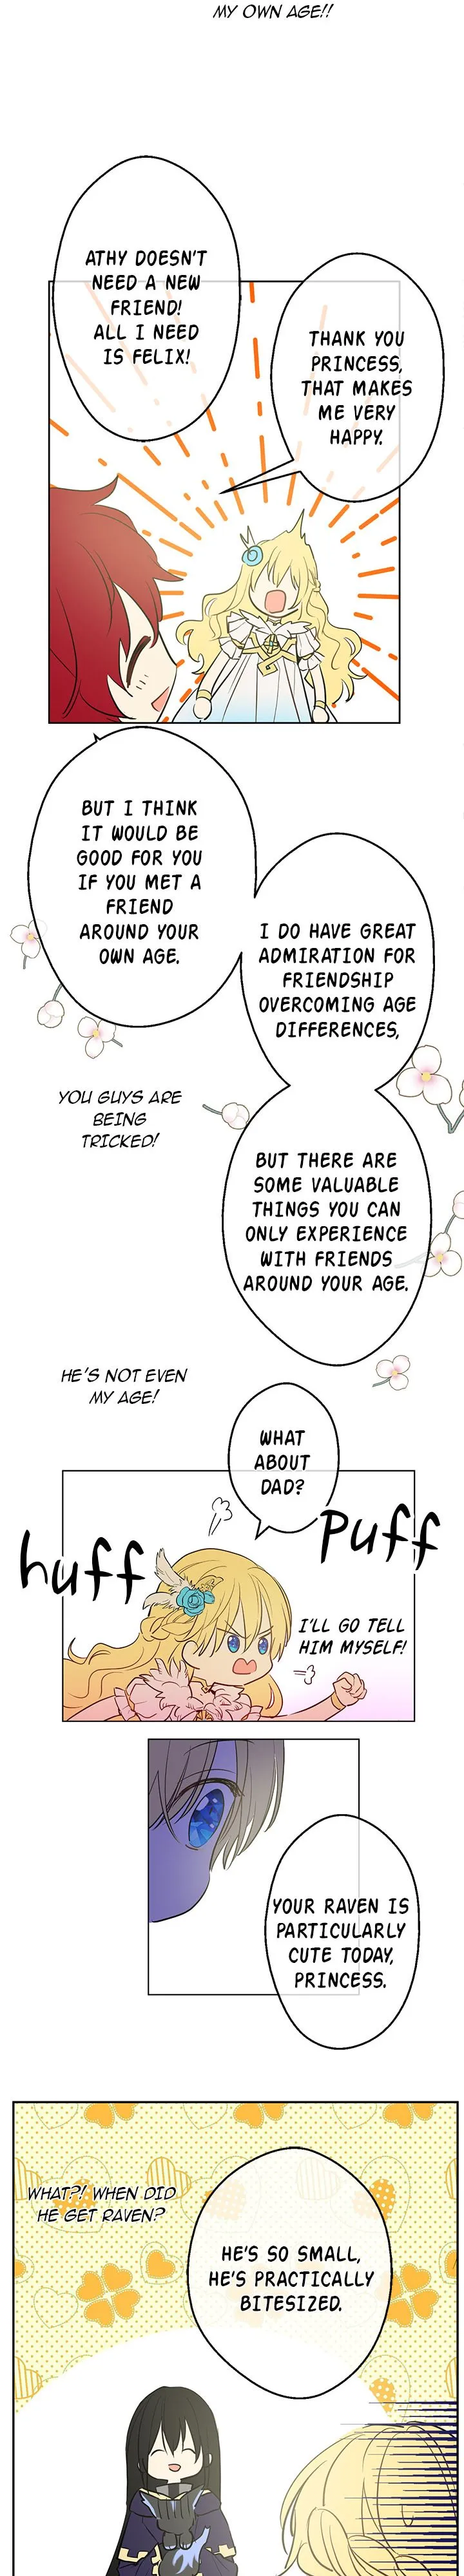 MY OWN AGE!!
ATHY DOESN'T
NEED A NEW
FRIEND!
ALL I NEED
IS FELIX!
THANK YOU
PRINCESS,
THAT MAKES
ME VERY
HAPPY.
BUT I THINK
IT WOULD BE
GOOD FOR YOU
IF YOU MET A
FRIEND
AROUND YOUR
OWN AGE.
I DO HAVE GREAT
ADMIRATION FOR
FRIENDSHIP
OVERCOMING AGE
DIFFERENCES,
YOU GUYS ARE
BEING
TRICKED!
BUT THERE ARE
SOME VALUABLE
THINGS YOU CAN
ONLY EXPERIENCE
WITH FRIENDS
AROUND YOUR AGE.
HE'S NOT EVEN
MY AGE!
WHAT
ABOUT
DAD?
huff
Puff
I'LL GO TELL
HIM MYSELF!
YOUR RAVEN IS
PARTICULARLY
CUTE TODAY,
PRINCESS.
WHAT?! WHEN DID
HE GET RAVEN?
HE'S SO SMALL,
HE'S PRACTICALLY
BITESIZED.